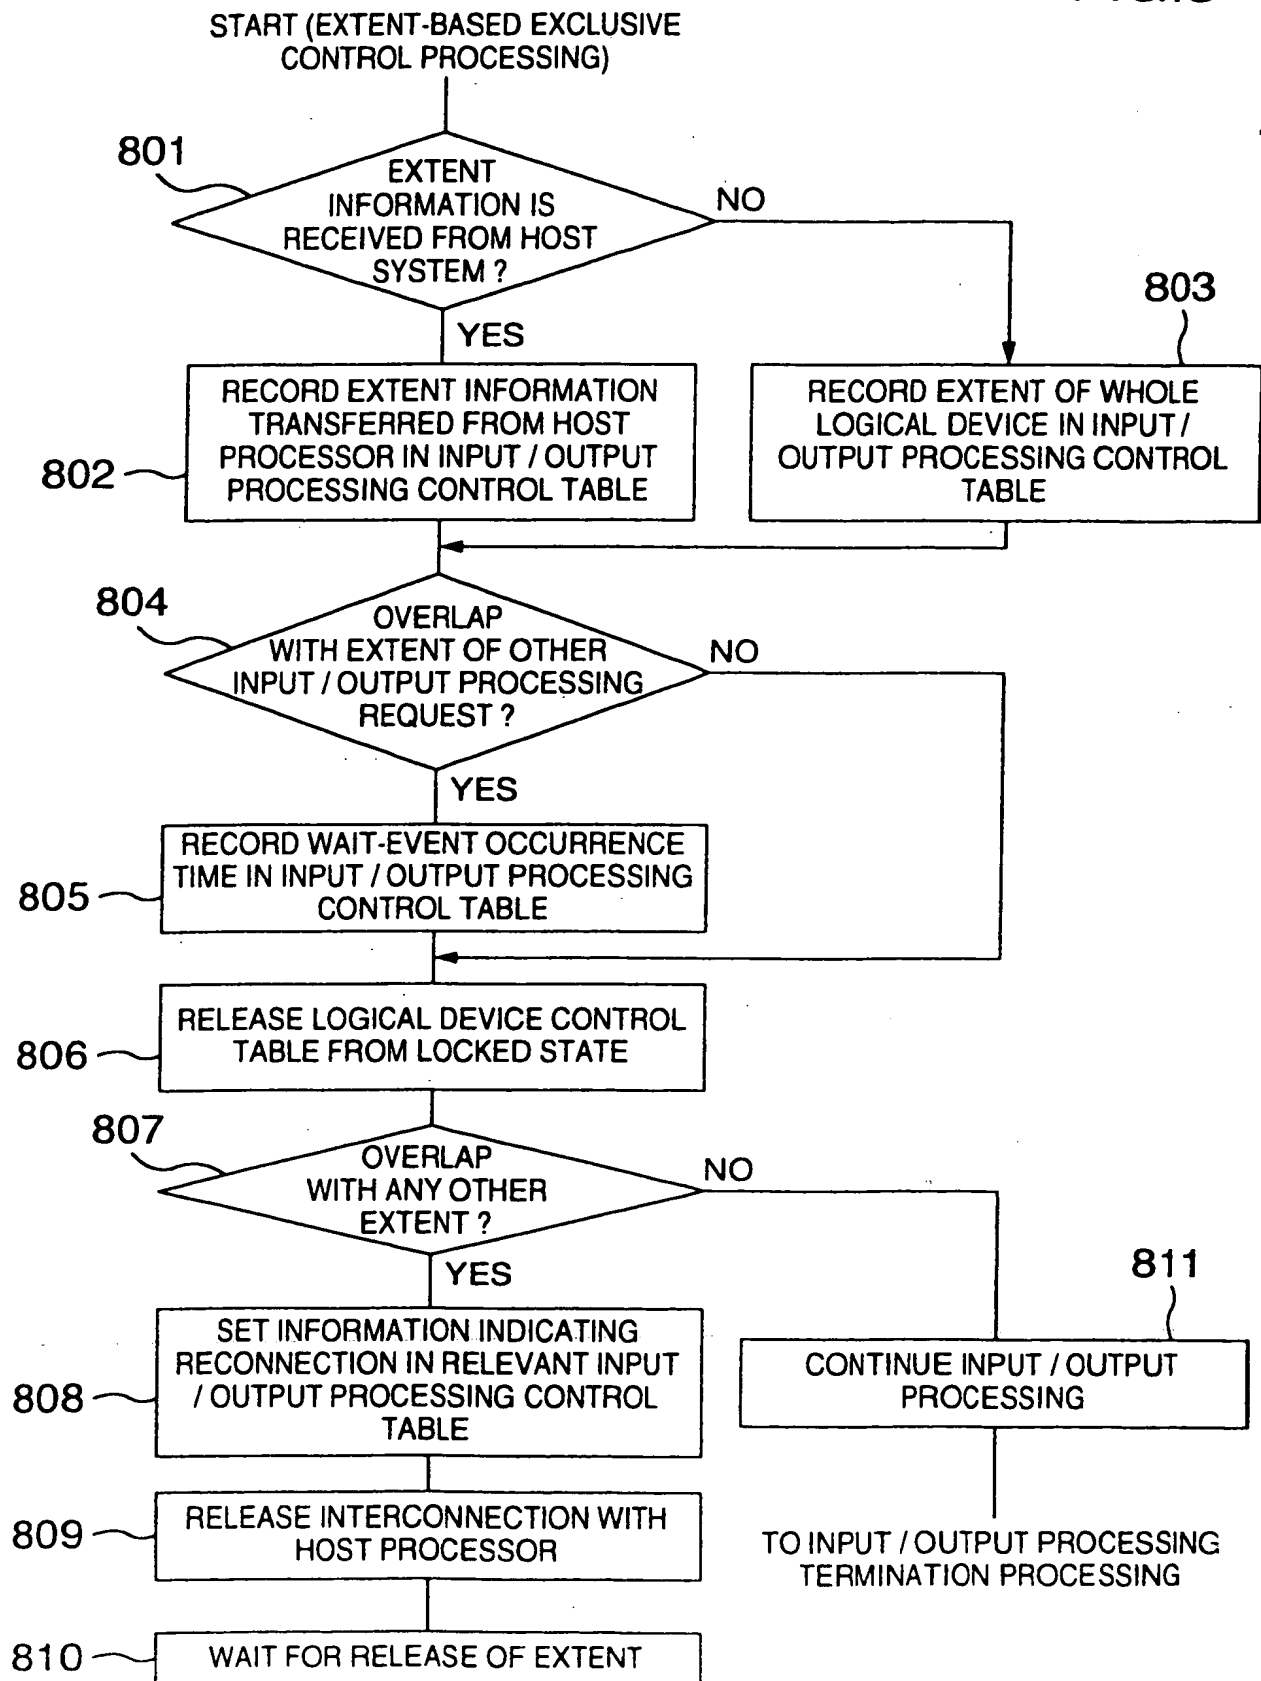 START (EXTENT-BASED EXCLUSIVE
CONTROL PROCESSING)
801
EXTENT
INFORMATION IS
RECEIVED FROM HOST
SYSTEM ?
NO
YES
803
RECORD EXTENT INFORMATION
TRANSFERRED FROM HOST
PROCESSOR IN INPUT / OUTPUT
PROCESSING CONTROL TABLE
802
RECORD EXTENT OF WHOLE
LOGICAL DEVICE IN INPUT /
OUTPUT PROCESSING CONTROL
TABLE
804
OVERLAP
WITH EXTENT OF OTHER
INPUT / OUTPUT PROCESSING
REQUEST ?
NO
YES
RECORD WAIT-EVENT OCCURRENCE
TIME IN INPUT / OUTPUT PROCESSING
CONTROL TABLE
805
RELEASE LOGICAL DEVICE CONTROL
TABLE FROM LOCKED STATE
806
807
OVERLAP
WITH ANY OTHER
EXTENT ?
NO
YES
811
SET INFORMATION INDICATING
RECONNECTION IN RELEVANT INPUT
/ OUTPUT PROCESSING CONTROL
TABLE
808
CONTINUE INPUT / OUTPUT
PROCESSING
RELEASE INTERCONNECTION WITH
HOST PROCESSOR
809
TO INPUT / OUTPUT PROCESSING
TERMINATION PROCESSING
810
WAIT FOR RELEASE OF EXTENT